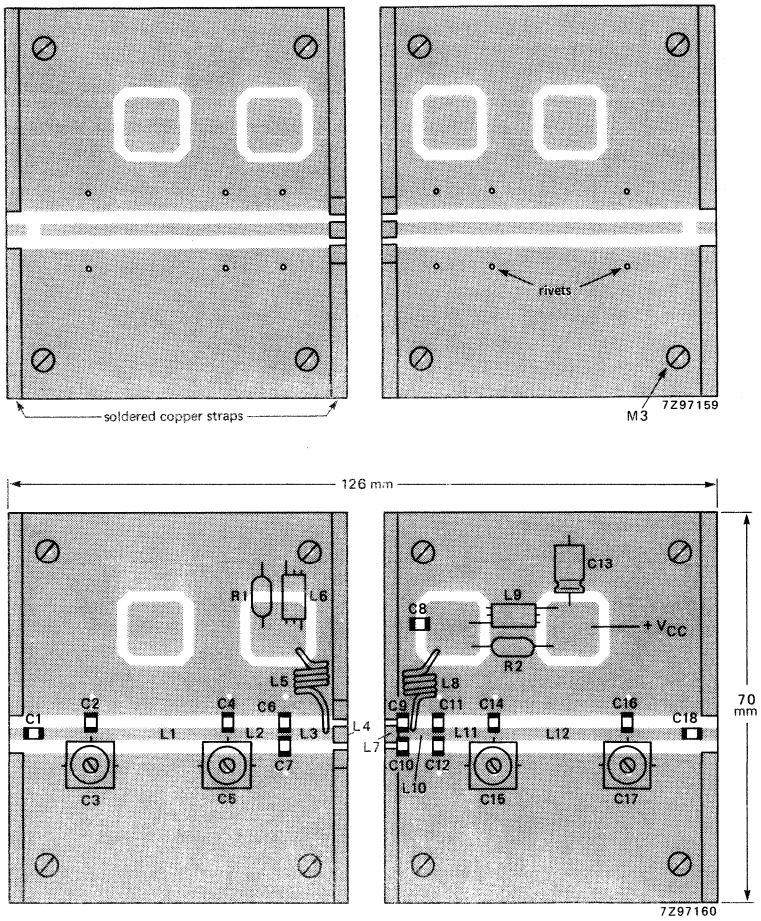 rivets
soldered copper straps
M3
7Z97159
126 mm
C13
R1
L6
L9
C8
+ VCC
R2
L5
L8
C1
C2
C4
C6
C9
C11
C14
C16
C18
L1
L2
L3
L4
L7
L11
L12
C7
C10
C12
L10
C3
C5
C15
C17
70
mm
7Z97160